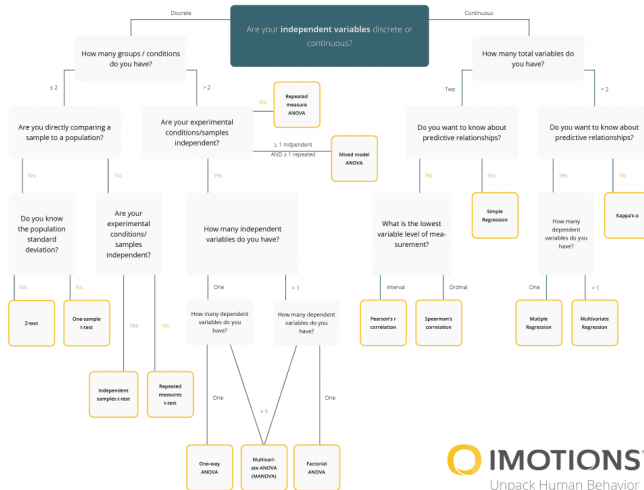 Discrete
Continuous
Are your independent variables discrete or
continuous?
How many groups / conditions
do you have?
How many total variables do
you have?
≤ 2
> 2
Two
> 2
No
Repeated
measure
ANOVA
Are you directly comparing a
sample to a population?
Are your experimental
conditions/samples
independent?
≥ 1 Indpendent
AND ≥ 1 repeated
Mixed model
ANOVA
Do you want to know about
predictive relationships?
Do you want to know about
predictive relationships?
Yes
No
Yes
No
Yes
Yes
No
Do you know
the population
standard
deviation?
Are your
experimental
conditions/
samples
independent?
How many independent
variables do you have?
What is the lowest
variable level of mea-
surement?
Simple
Regression
How many
dependent
variables do you
have?
Kappa's α
Yes
No
One
> 1
Interval
Ordinal
One
> 1
Z-test
One-sample
t-test
Yes
No
How many dependent
variables do you
have?
How many dependent
variables do you
have?
Pearson's r
correlation
Spearman's
correlation
Mutiple
Regression
Multivariate
Regression
Independent
samples t-test
Repeated
measures
t-test
One
> 1
One
One-way
ANOVA
Multivari-
ate ANOVA
(MANOVA)
Factorial
ANOVA
IMOTIONS
Unpack Human Behavior